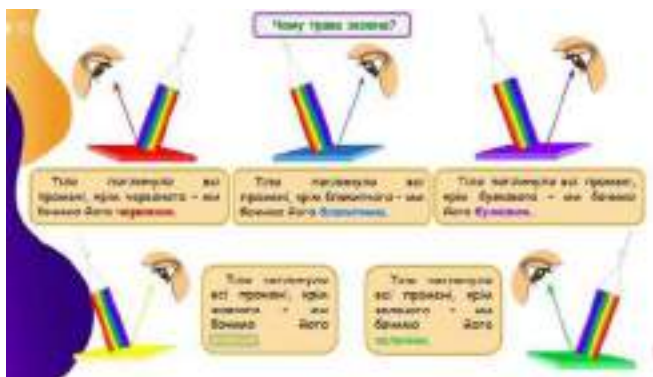 Чому трава зелена?
Тіло поглинуло всі
промені, крім червоного – ми
бачимо його червоним.
Тіло поглинуло всі
промені, крім блакитного – ми
бачимо його блакитним.
Тіло поглинуло всі промені,
крім бузкового – ми бачимо
його бузковим.
Тіло поглинуло
всі промені, крім
жовтого – ми
бачимо його
Тіло поглинуло
всі промені, крім
зеленого – ми
бачимо його
зеленим.